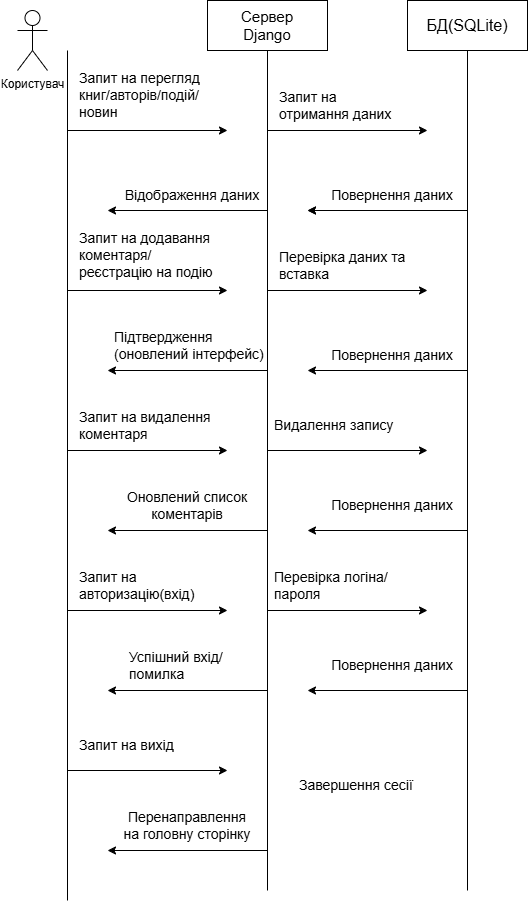 Сервер
Django
БД(SQLite)
Користувач
Запит на перегляд
книг/авторів/подій/
новин
Запит на
отримання даних
Відображення даних
Повернення даних
Запит на додавання
коментаря/
реєстрацію на подію
Перевірка даних та
вставка
Підтвердження
(оновлений інтерфейс)
Повернення даних
Запит на видалення
коментаря
Видалення запису
Оновлений список
коментарів
Повернення даних
Запит на
авторизацію(вхід)
Перевірка логіна/
пароля
Успішний вхід/
помилка
Повернення даних
Запит на вихід
Завершення сесії
Перенаправлення
на головну сторінку